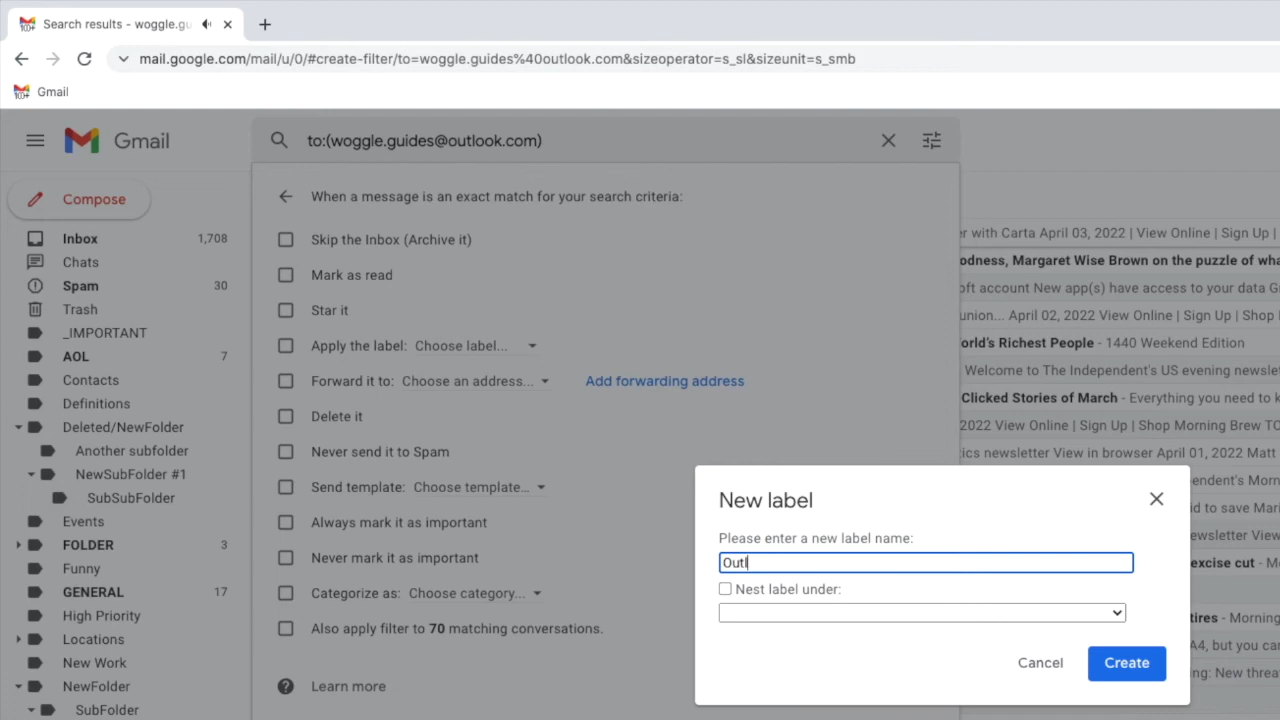 Search results - woggle.gu
mail.google.com/mail/u/0/#create-filter/to=woggle.guides%40outlook.com&sizeoperator=s_sl&sizeunit=s_smb
Gmail
Gmail
to:(woggle.guides@outlook.com)
Compose
When a message is an exact match for your search criteria:
Inbox 1,708
Skip the Inbox (Archive it)
er with Carta April 03, 2022 | View Online | Sign Up |
Chats
Mark as read
odness, Margaret Wise Brown on the puzzle of wha
Spam 30
oft account New app(s) have access to your data G
Trash
Star it
union... April 02, 2022 View Online | Sign Up | Shop
_IMPORTANT
Apply the label: Choose label...
orld's Richest People - 1440 Weekend Edition
AOL 7
Welcome to The Independent's US evening newslet
Contacts
Forward it to: Choose an address... Add forwarding address
Clicked Stories of March - Everything you need to k
Definitions
Delete it
2022 View Online | Sign Up | Shop Morning Brew TO
Deleted/NewFolder
Another subfolder
Never send it to Spam
tics newsletter View in browser April 01, 2022 Matt
NewSubFolder #1
Send template: Choose template...
endent's Morn
SubSubFolder
New label
id to save Mari
Events
Always mark it as important
Please enter a new label name:
ewsletter View
FOLDER 3
Never mark it as important
Outl
excise cut - M
Funny
Nest label under:
GENERAL 17
Categorize as: Choose category...
High Priority
Also apply filter to 70 matching conversations.
tires - Morning
Locations
A4, but you can
New Work
Cancel
Create
ng: New threa
NewFolder
Learn more
SubFolder